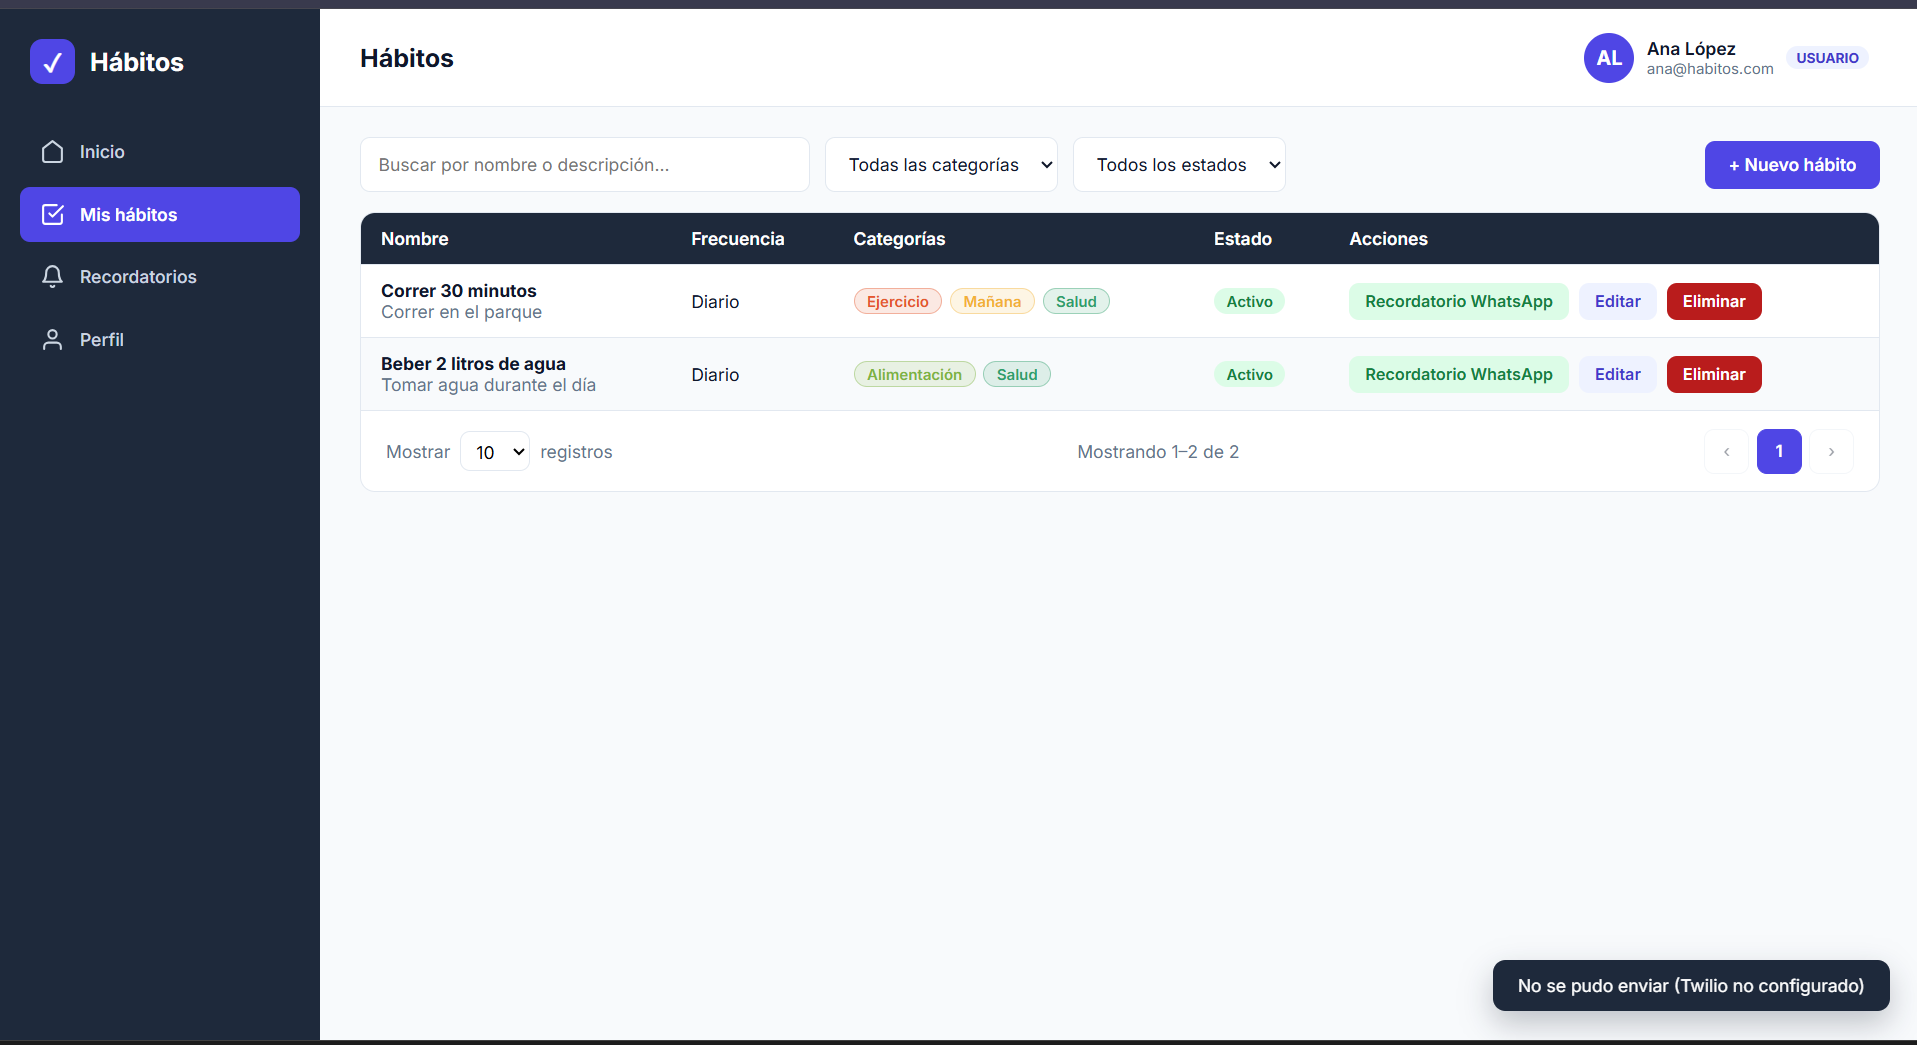 Hábitos
Inicio
Mis hábitos
Recordatorios
Perfil
Hábitos
AL
Ana López
ana@habitos.com
USUARIO
Buscar por nombre o descripción...
Todas las categorías
Todos los estados
+ Nuevo hábito
Nombre Frecuencia Categorías Estado Acciones
Correr 30 minutos
Correr en el parque
Diario
Ejercicio Mañana Salud
Activo
Recordatorio WhatsApp Editar Eliminar
Beber 2 litros de agua
Tomar agua durante el día
Diario
Alimentación Salud
Activo
Recordatorio WhatsApp Editar Eliminar
Mostrar 10 registros
Mostrando 1–2 de 2
‹ 1 ›
No se pudo enviar (Twilio no configurado)